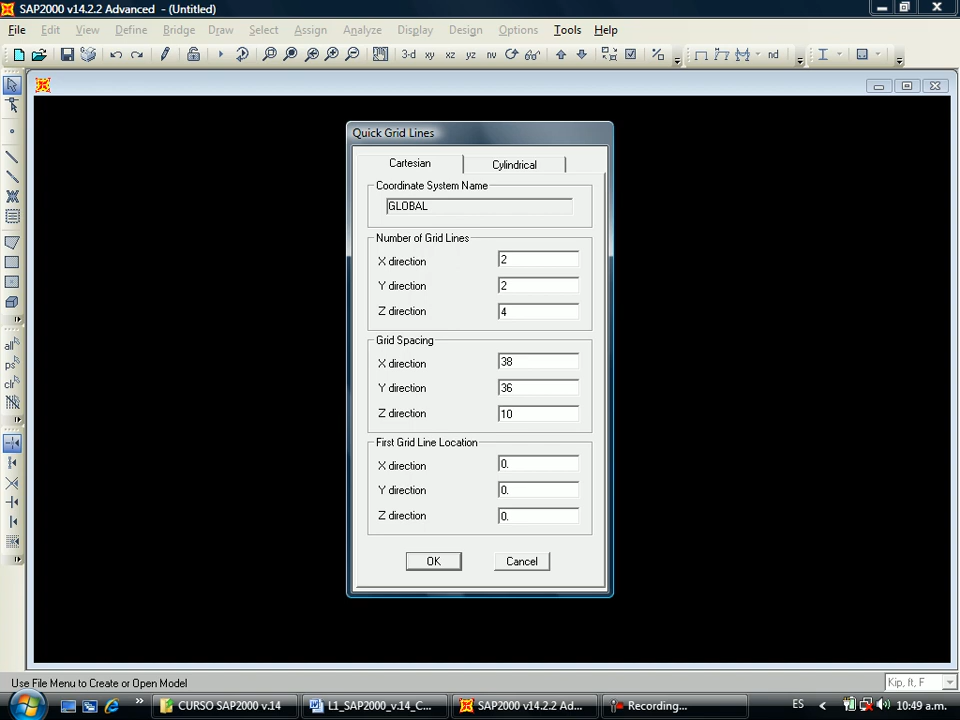 SAP2000 v14.2.2 Advanced - (Untitled)
File Edit View Define Bridge Draw Select Assign Analyze Display Design Options Tools Help
3-d xy xz yz nv nd
Quick Grid Lines
Cartesian Cylindrical
Coordinate System Name
GLOBAL
Number of Grid Lines
X direction 2
Y direction 2
Z direction 4
Grid Spacing
X direction 38
Y direction 36
Z direction 10
First Grid Line Location
X direction 0.
Y direction 0.
Z direction 0.
OK Cancel
all
ps
clr
Use File Menu to Create or Open Model
Kip, ft, F
CURSO SAP2000 v.14 L1_SAP2000_v.14_C... SAP2000 v14.2.2 Ad... Recording... ES 10:49 a.m.